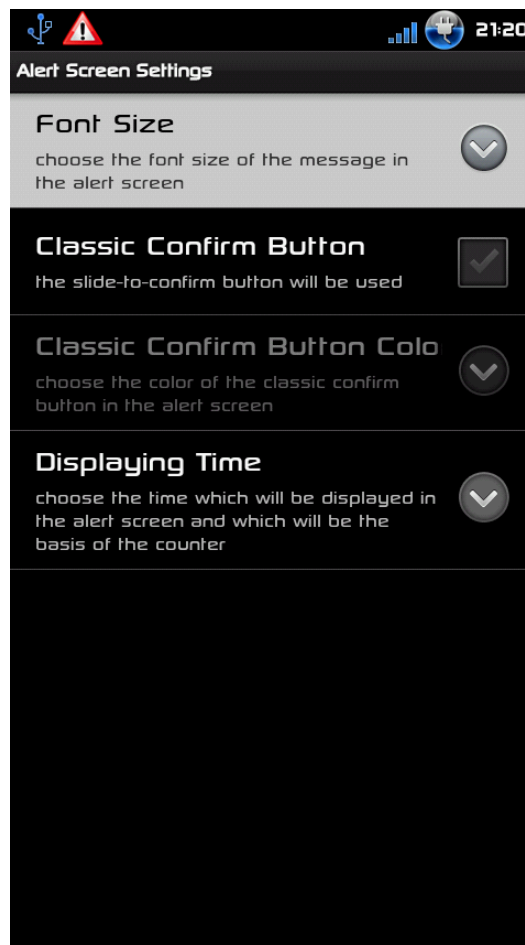 21:20
Alert Screen Settings
Font Size
choose the font size of the message in
the alert screen
Classic Confirm Button
the slide-to-confirm button will be used
Classic Confirm Button Colo
choose the color of the classic confirm
button in the alert screen
Displaying Time
choose the time which will be displayed in
the alert screen and which will be the
basis of the counter